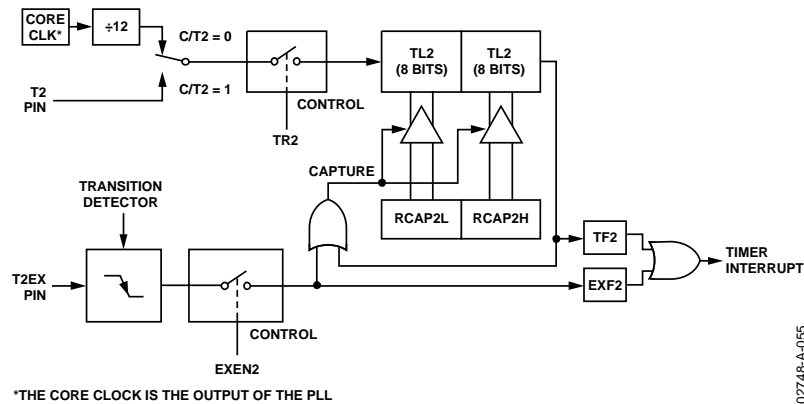 CORE
CLK*
÷12
C/T2 = 0
C/T2 = 1
T2
PIN
CONTROL
TR2
TL2
(8 BITS)
TL2
(8 BITS)
CAPTURE
TRANSITION
DETECTOR
RCAP2L
RCAP2H
T2EX
PIN
CONTROL
EXEN2
TF2
EXF2
TIMER
INTERRUPT
*THE CORE CLOCK IS THE OUTPUT OF THE PLL
02748-A-055